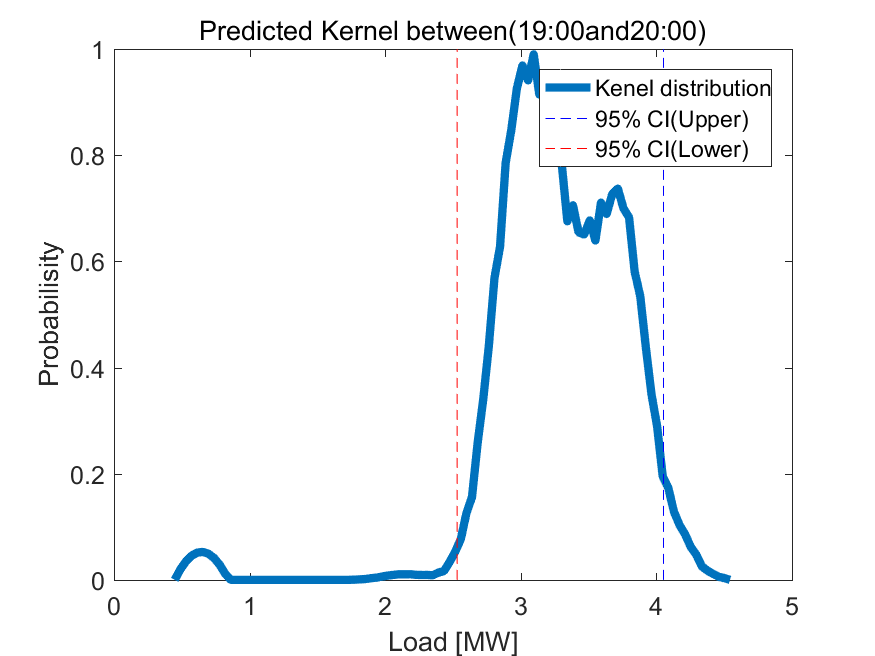 Predicted Kernel between(19:00and20:00)
1
0.8
0.6
0.4
0.2
0
Probabilisity
Kenel distribution
95% CI(Upper)
95% CI(Lower)
0 1 2 3 4 5
Load [MW]